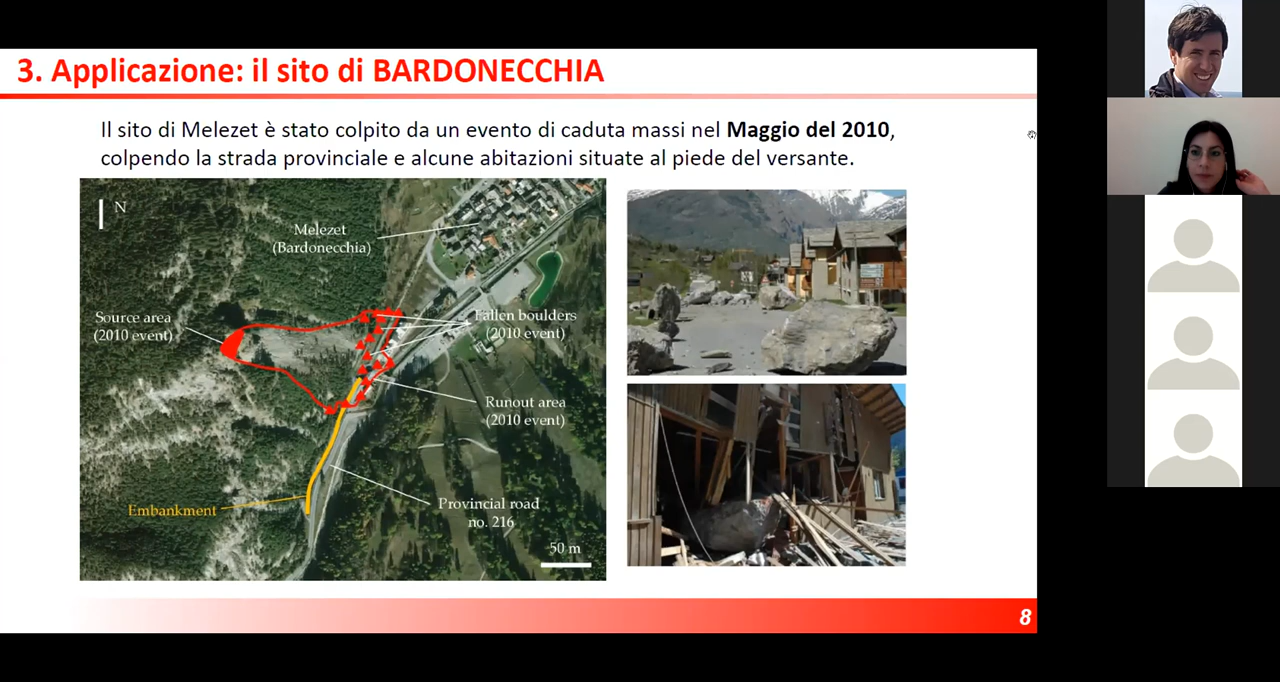 3. Applicazione: il sito di BARDONECCHIA
Il sito di Melezet è stato colpito da un evento di caduta massi nel Maggio del 2010,
colpendo la strada provinciale e alcune abitazioni situate al piede del versante.
N
Melezet
(Bardonecchia)
Source area
(2010 event)
Fallen boulders
(2010 event)
Runout area
(2010 event)
Embankment
Provincial road
no. 216
50 m
8